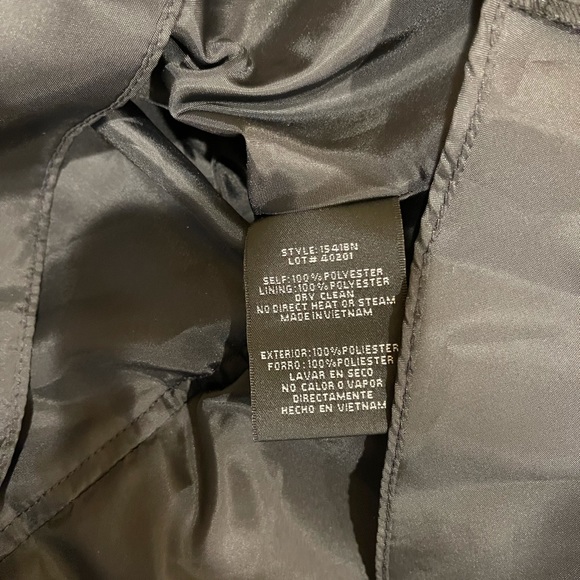 STYLE: 1541BN
LOT# 40201
SELF: 100% POLYESTER
LINING: 100% POLYESTER
DRY CLEAN
NO DIRECT HEAT OR STEAM
MADE IN VIETNAM
EXTERIOR: 100% POLIESTER
FORRO: 100% POLIESTER
LAVAR EN SECO
NO CALOR O VAPOR
DIRECTAMENTE
HECHO EN VIETNAM